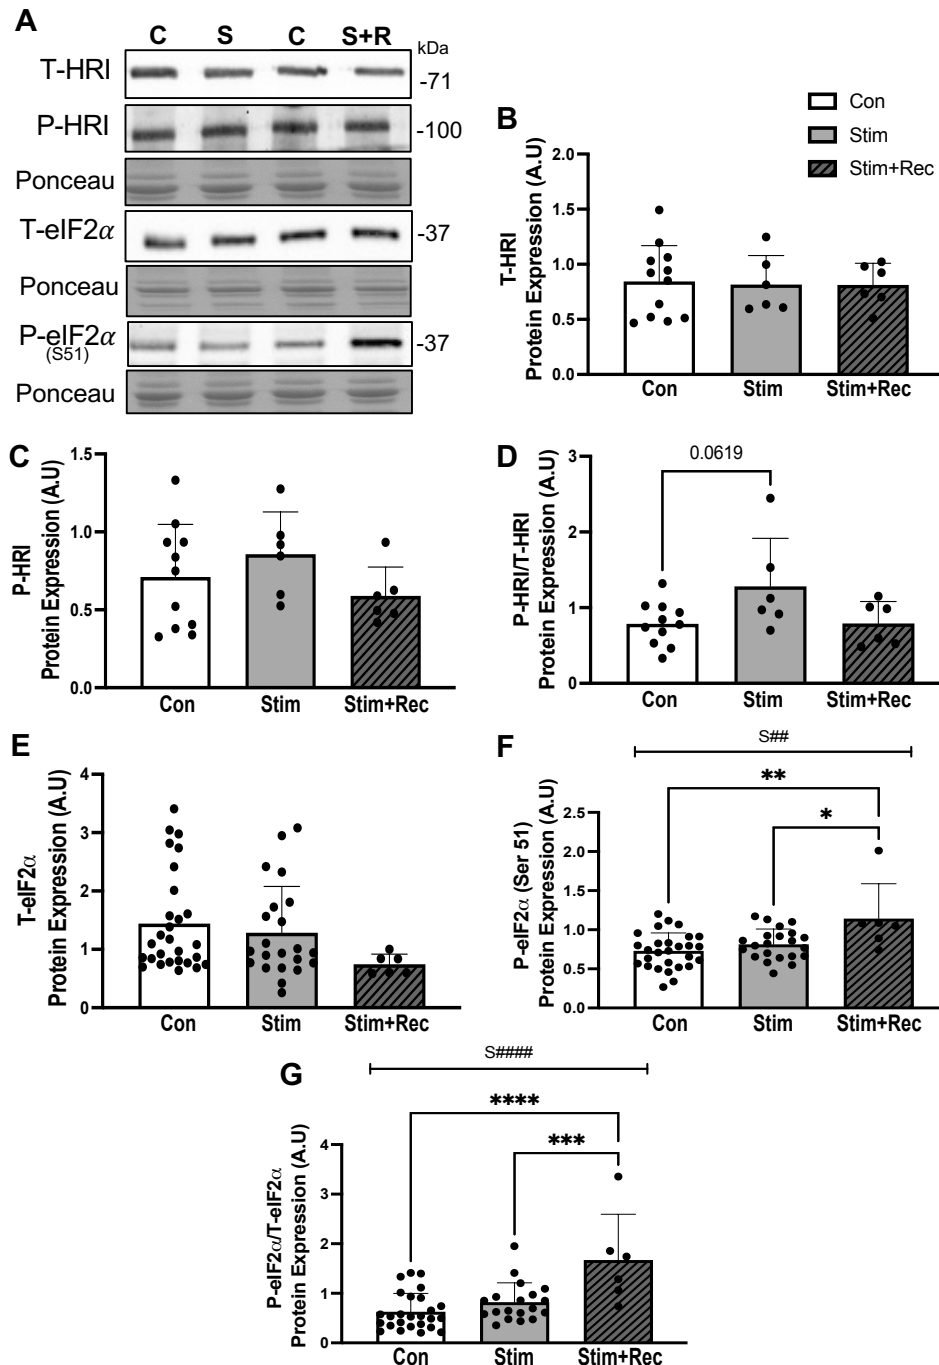 A
C S C S+R
kDa
T-HRI
-71
P-HRI
-100
Ponceau
T-eIF2α
-37
Ponceau
P-eIF2α
(S51)
-37
Ponceau
Con
Stim
Stim+Rec
B
T-HRI
Protein Expression (A.U)
2.0
1.5
1.0
0.5
0.0
Con Stim Stim+Rec
C
P-HRI
Protein Expression (A.U)
1.5
1.0
0.5
0.0
Con Stim Stim+Rec
D
P-HRI/T-HRI
Protein Expression (A.U)
0.0619
3
2
1
0
Con Stim Stim+Rec
E
T-eIF2α
Protein Expression (A.U)
4
3
2
1
0
Con Stim Stim+Rec
F
S##
**
*
P-eIF2α (Ser 51)
Protein Expression (A.U)
2.5
2.0
1.5
1.0
0.5
0.0
Con Stim Stim+Rec
G
S####
****
***
P-eIF2α/T-eIF2α
Protein Expression (A.U)
4
3
2
1
0
Con Stim Stim+Rec